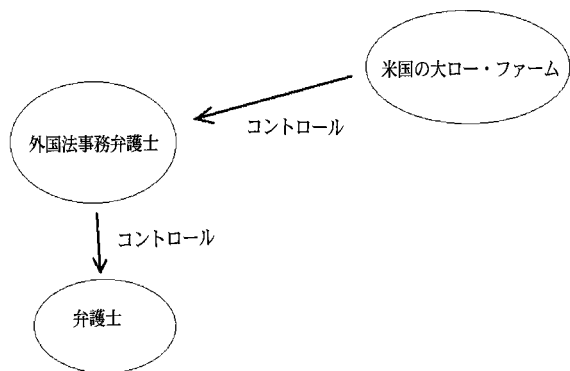 米国の大ロー・ファーム
コントロール
外国法事務弁護士
コントロール
弁護士